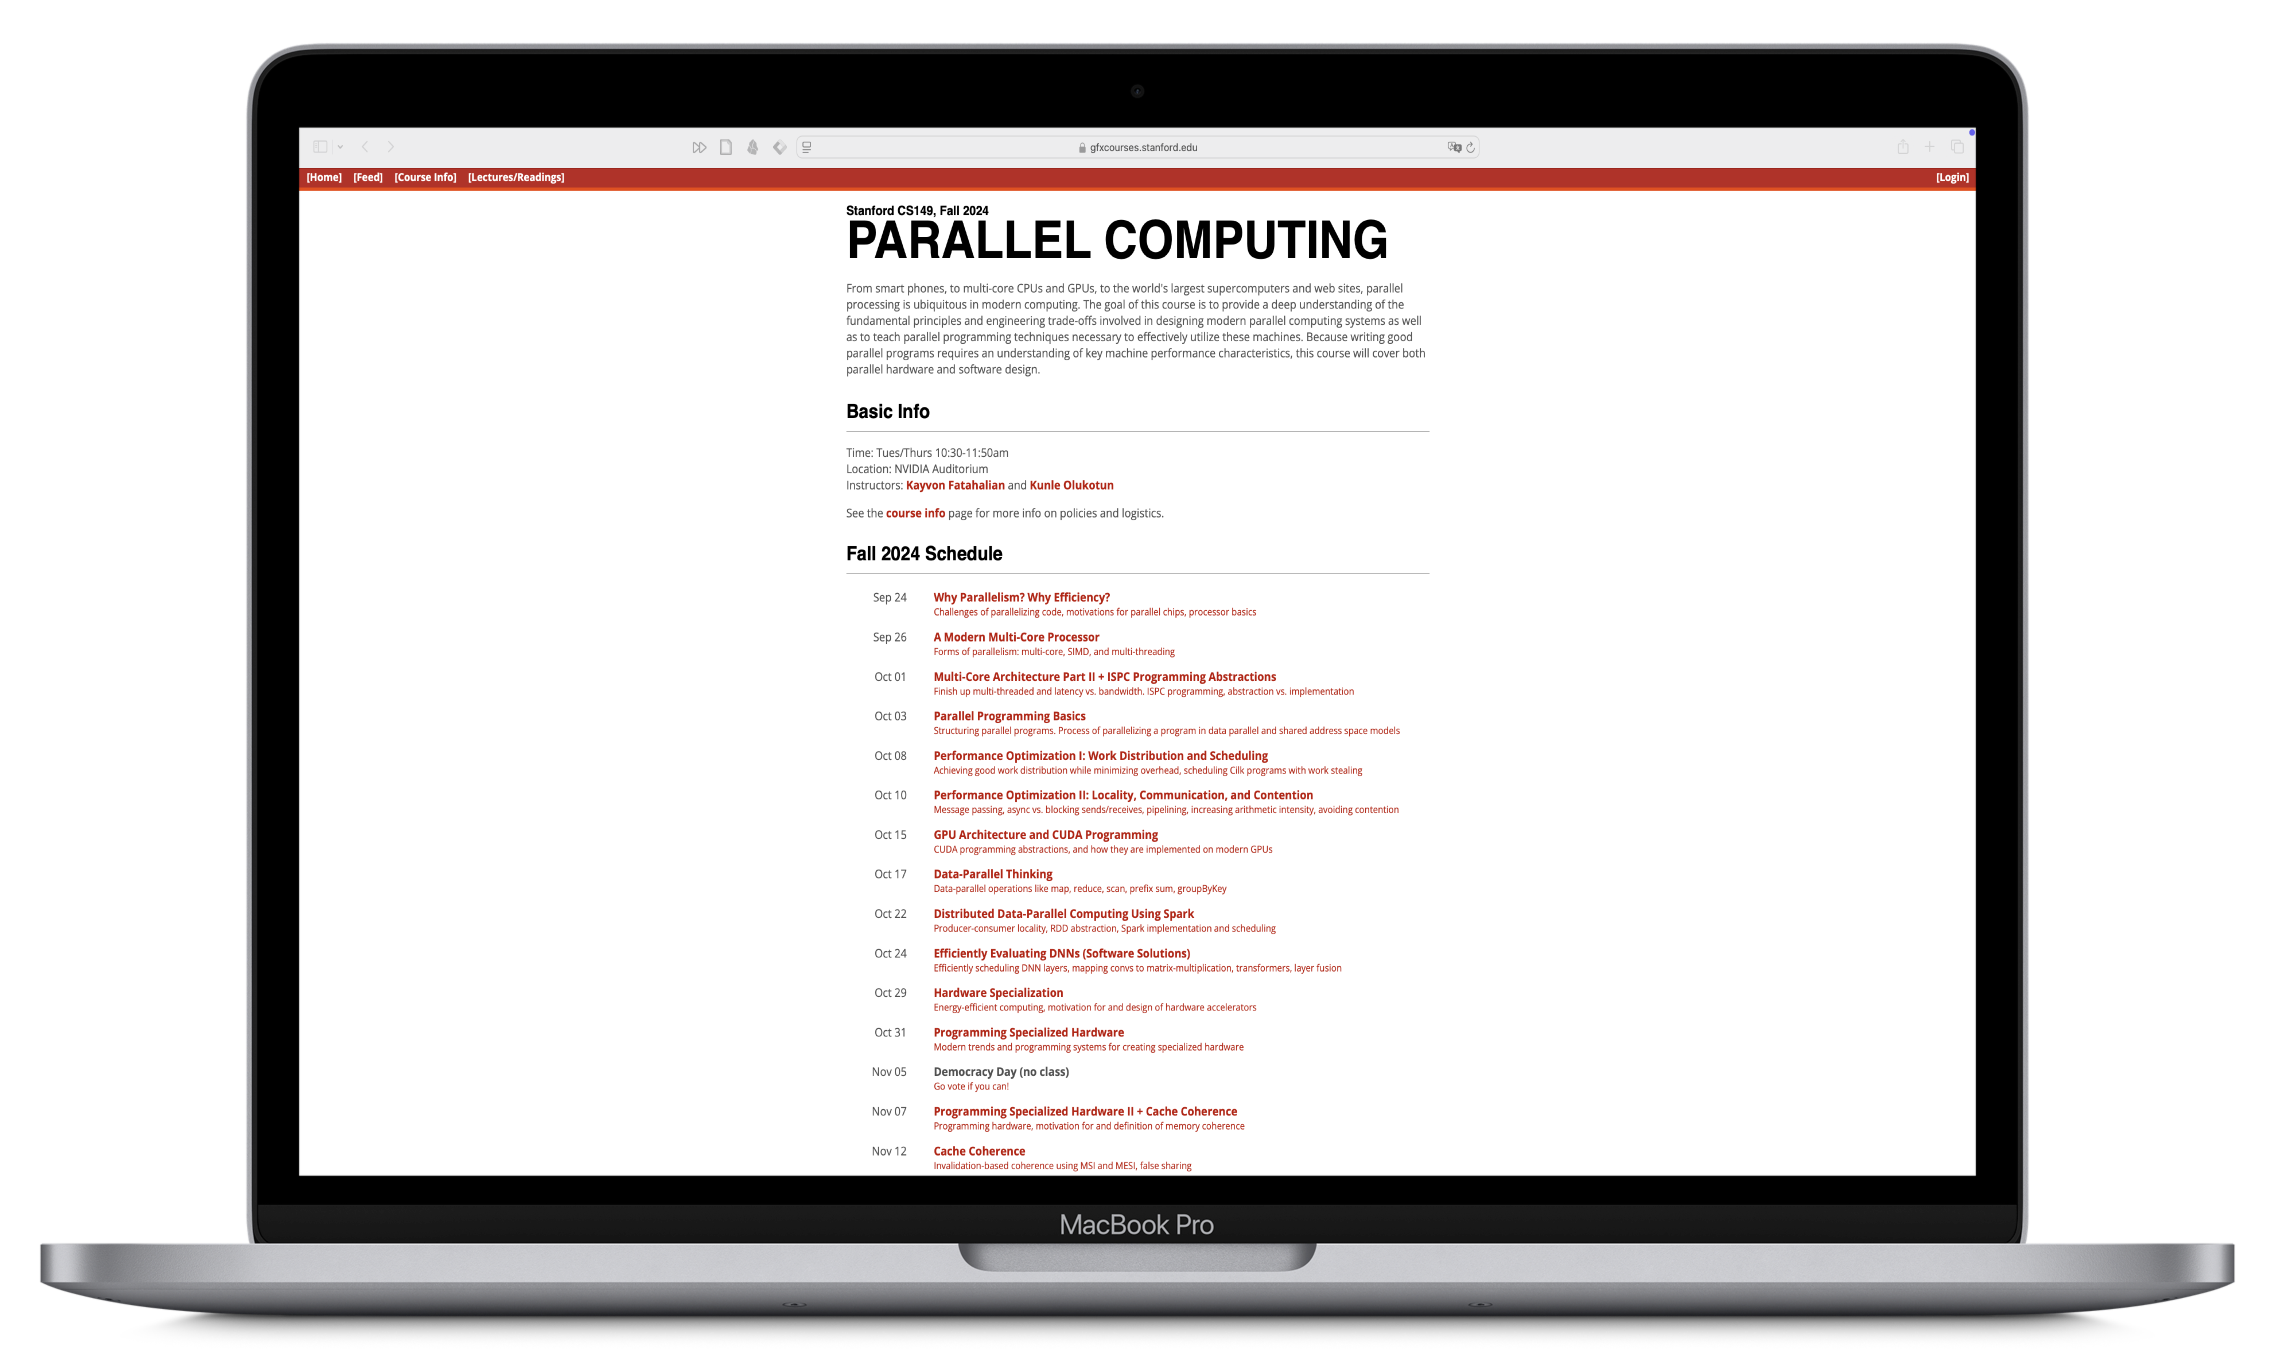 gfxcourses.stanford.edu
[Home] [Feed] [Course Info] [Lectures/Readings] [Login]
Stanford CS149, Fall 2024
PARALLEL COMPUTING
From smart phones, to multi-core CPUs and GPUs, to the world's largest supercomputers and web sites, parallel
processing is ubiquitous in modern computing. The goal of this course is to provide a deep understanding of the
fundamental principles and engineering trade-offs involved in designing modern parallel computing systems as well
as to teach parallel programming techniques necessary to effectively utilize these machines. Because writing good
parallel programs requires an understanding of key machine performance characteristics, this course will cover both
parallel hardware and software design.
Basic Info
Time: Tues/Thurs 10:30-11:50am
Location: NVIDIA Auditorium
Instructors: Kayvon Fatahalian and Kunle Olukotun
See the course info page for more info on policies and logistics.
Fall 2024 Schedule
Sep 24 Why Parallelism? Why Efficiency?
Challenges of parallelizing code, motivations for parallel chips, processor basics
Sep 26 A Modern Multi-Core Processor
Forms of parallelism: multi-core, SIMD, and multi-threading
Oct 01 Multi-Core Architecture Part II + ISPC Programming Abstractions
Finish up multi-threaded and latency vs. bandwidth. ISPC programming, abstraction vs. implementation
Oct 03 Parallel Programming Basics
Structuring parallel programs. Process of parallelizing a program in data parallel and shared address space models
Oct 08 Performance Optimization I: Work Distribution and Scheduling
Achieving good work distribution while minimizing overhead, scheduling Cilk programs with work stealing
Oct 10 Performance Optimization II: Locality, Communication, and Contention
Message passing, async vs. blocking sends/receives, pipelining, increasing arithmetic intensity, avoiding contention
Oct 15 GPU Architecture and CUDA Programming
CUDA programming abstractions, and how they are implemented on modern GPUs
Oct 17 Data-Parallel Thinking
Data-parallel operations like map, reduce, scan, prefix sum, groupByKey
Oct 22 Distributed Data-Parallel Computing Using Spark
Producer-consumer locality, RDD abstraction, Spark implementation and scheduling
Oct 24 Efficiently Evaluating DNNs (Software Solutions)
Efficiently scheduling DNN layers, mapping convs to matrix-multiplication, transformers, layer fusion
Oct 29 Hardware Specialization
Energy-efficient computing, motivation for and design of hardware accelerators
Oct 31 Programming Specialized Hardware
Modern trends and programming systems for creating specialized hardware
Nov 05 Democracy Day (no class)
Go vote if you can!
Nov 07 Programming Specialized Hardware II + Cache Coherence
Programming hardware, motivation for and definition of memory coherence
Nov 12 Cache Coherence
Invalidation-based coherence using MSI and MESI, false sharing
MacBook Pro